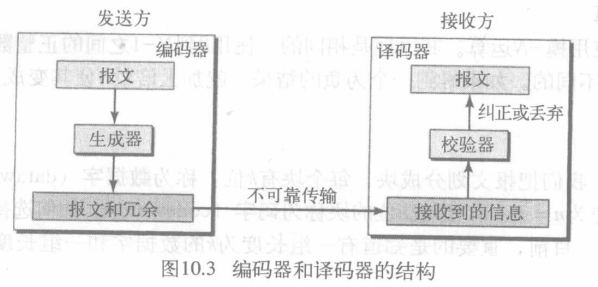 发送方
接收方
编码器
报文
生成器
报文和冗余
不可靠传输
译码器
报文
纠正或丢弃
校验器
接收到的信息
图10.3 编码器和译码器的结构